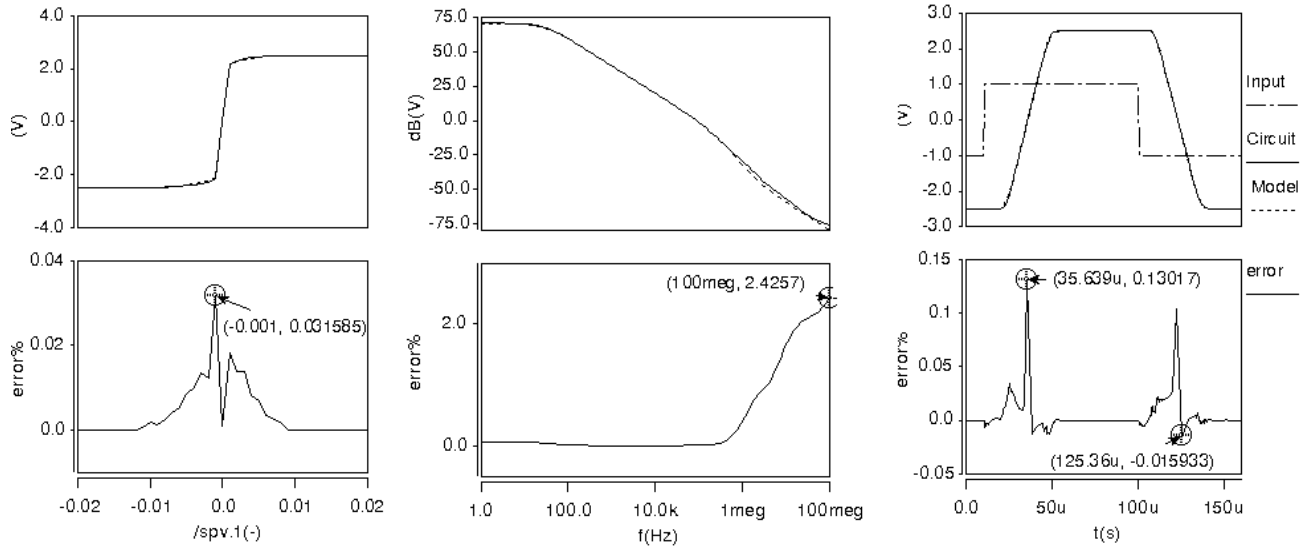 4.0
2.0
0.0
-2.0
-4.0
(V)
0.04
0.02
0.0
error%
(-0.001, 0.031585)
-0.02
-0.01
0.0
0.01
0.02
/spv.1(-)
75.0
50.0
25.0
0.0
-25.0
-50.0
-75.0
dB(V)
2.0
0.0
error%
(100meg, 2.4257)
1.0
100.0
10.0k
1meg
100meg
f(Hz)
3.0
2.0
1.0
0.0
-1.0
-2.0
-3.0
(V)
Input
Circuit
Model
0.15
0.1
0.05
0.0
-0.05
error%
(35.639u, 0.13017)
(125.36u, -0.015933)
error
0.0
50u
100u
150u
t(s)